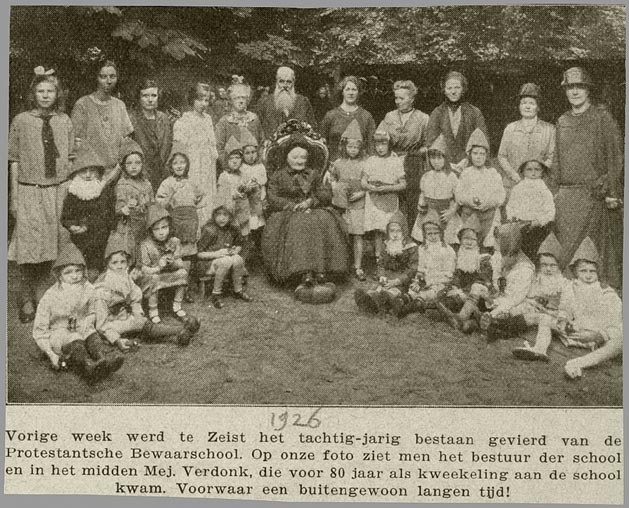 1926
Vorige week werd te Zeist het tachtig-jarig bestaan gevierd van de
Protestantsche Bewaarschool. Op onze foto ziet men het bestuur der school
en in het midden Mej. Verdonk, die voor 80 jaar als kweekeling aan de school
kwam. Voorwaar een buitengewoon langen tijd!